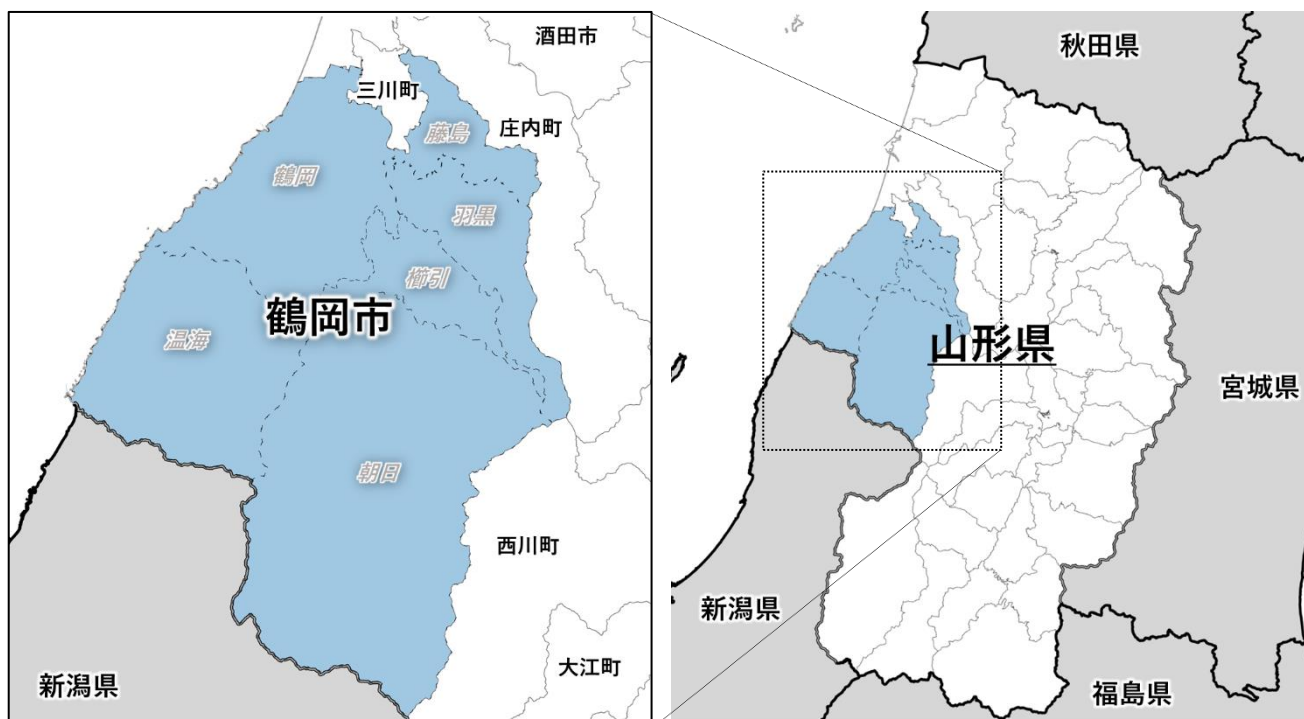 酒田市
三川町
藤島
庄内町
鶴岡
羽黒
櫛引
鶴岡市
温海
朝日
西川町
大江町
新潟県
秋田県
山形県
宮城県
新潟県
福島県